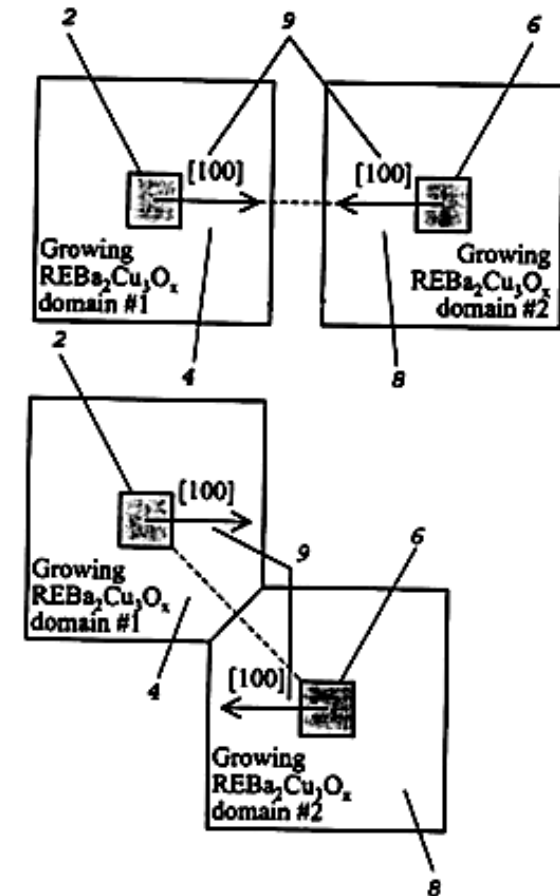 2
9
6
[100]
[100]
Growing
REBa₂Cu₃Oₓ
domain #1
Growing
REBa₂Cu₃Oₓ
domain #2
2
4
8
[100]
9
6
Growing
REBa₂Cu₃Oₓ
domain #1
4
[100]
Growing
REBa₂Cu₃Oₓ
domain #2
8